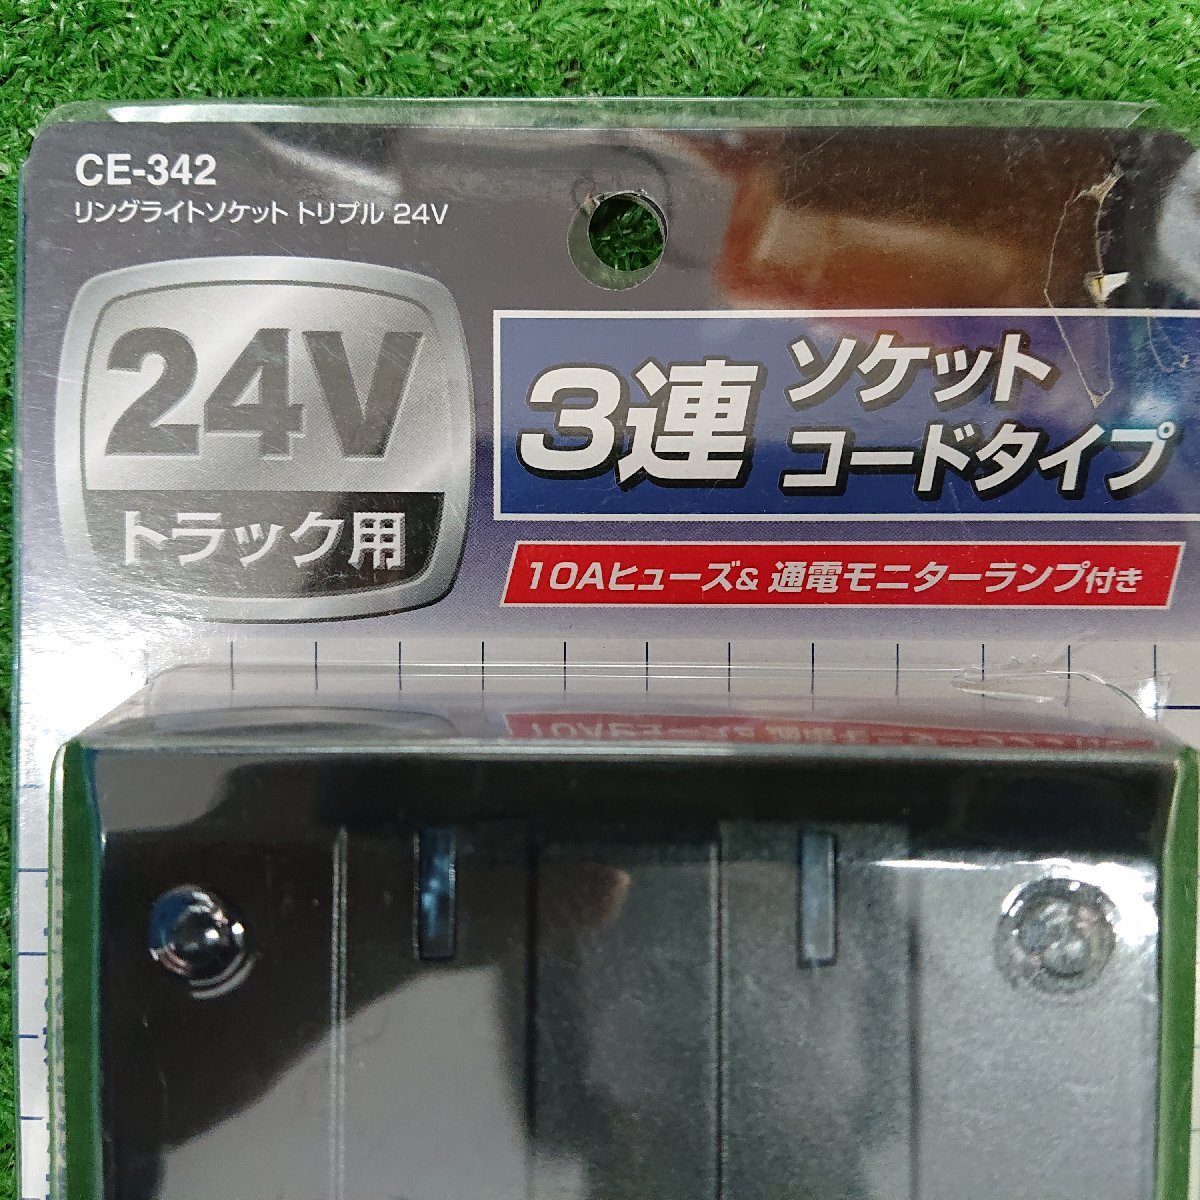 CE-342
リングライトソケット トリプル 24V
24V
トラック用
3連 ソケット
コードタイプ
10Aヒューズ& 通電モニターランプ付き